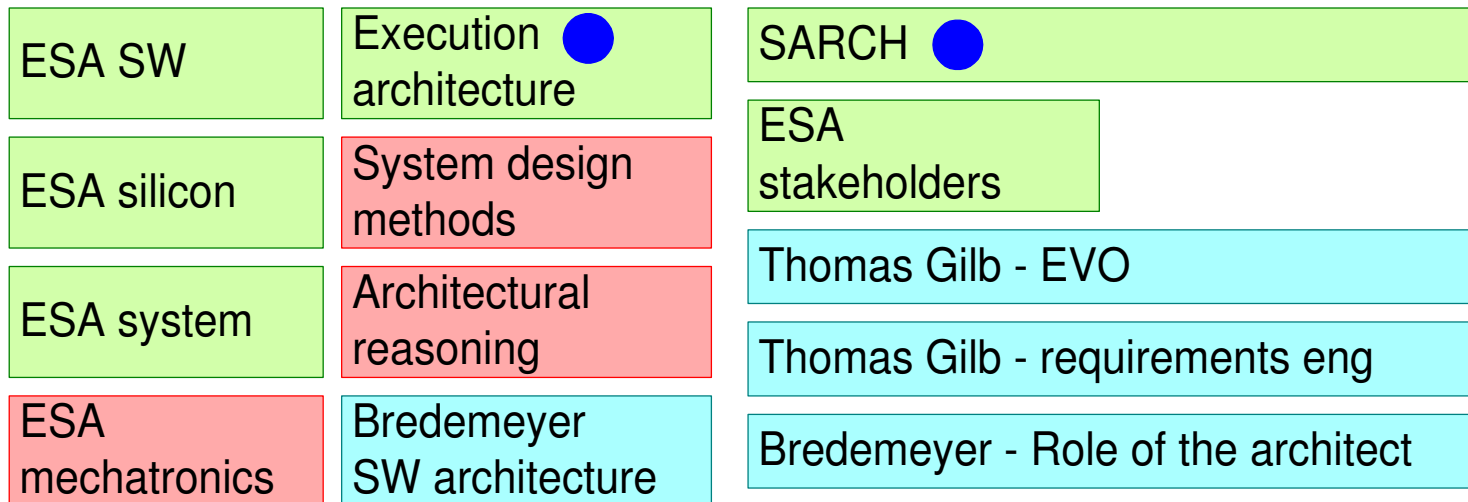 ESA SW
ESA silicon
ESA system
ESA
mechatronics
Execution
architecture
System design
methods
Architectural
reasoning
Bredemeyer
SW architecture
SARCH
ESA
stakeholders
Thomas Gilb - EVO
Thomas Gilb - requirements eng
Bredemeyer - Role of the architect